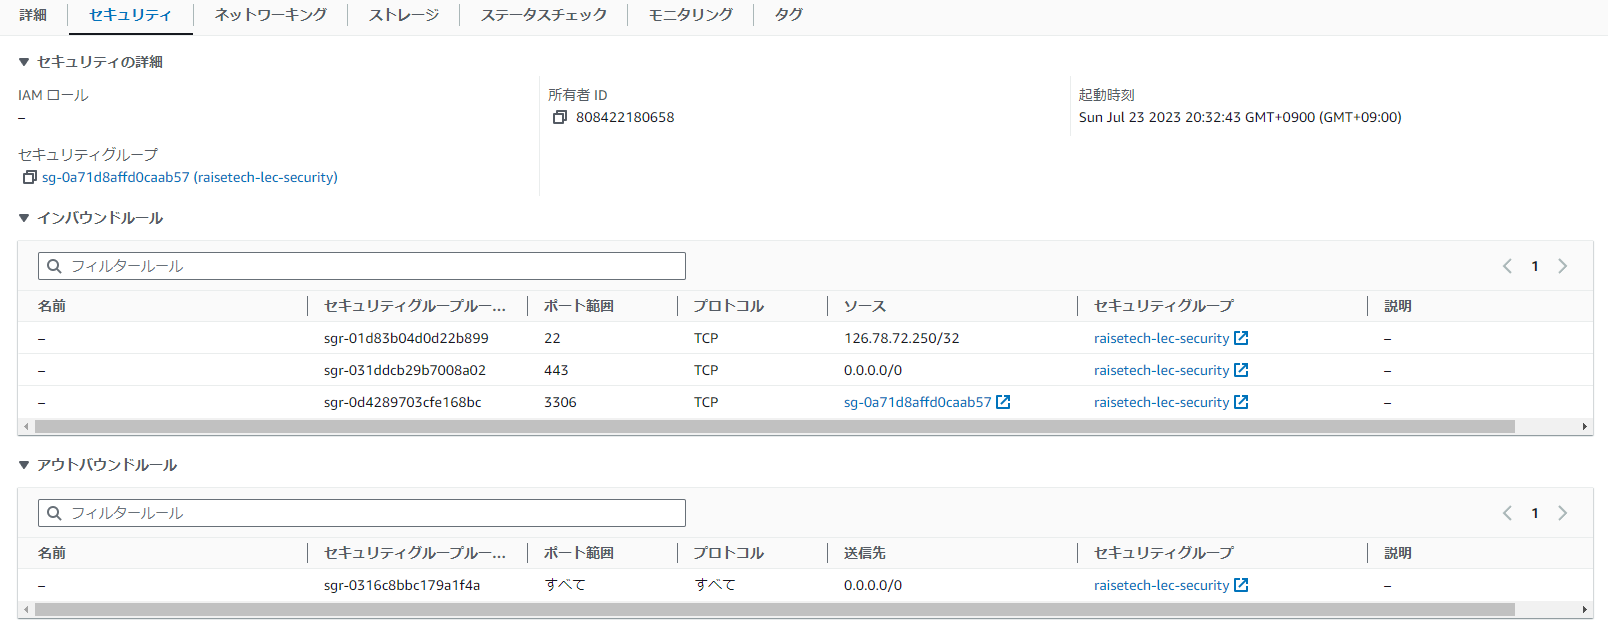 詳細 セキュリティ ネットワーキング ストレージ ステータスチェック モニタリング タグ
▼ セキュリティの詳細
IAM ロール
–
所有者 ID
808422180658
起動時刻
Sun Jul 23 2023 20:32:43 GMT+0900 (GMT+09:00)
セキュリティグループ
sg-0a71d8affd0caab57 (raisetech-lec-security)
▼ インバウンドルール
フィルタールール
1
名前 セキュリティグループルー... ポート範囲 プロトコル ソース セキュリティグループ 説明
– sgr-01d83b04d0d22b899 22 TCP 126.78.72.250/32 raisetech-lec-security –
– sgr-031ddcb29b7008a02 443 TCP 0.0.0.0/0 raisetech-lec-security –
– sgr-0d4289703cfe168bc 3306 TCP sg-0a71d8affd0caab57 raisetech-lec-security –
▼ アウトバウンドルール
フィルタールール
1
名前 セキュリティグループルー... ポート範囲 プロトコル 送信先 セキュリティグループ 説明
– sgr-0316c8bbc179a1f4a すべて すべて 0.0.0.0/0 raisetech-lec-security –